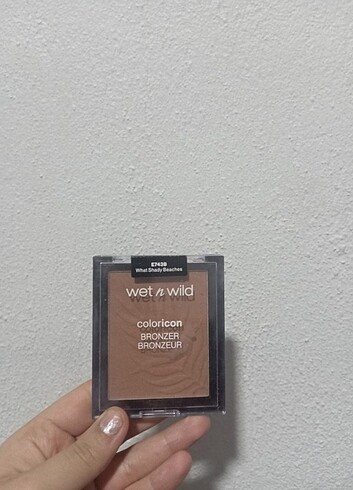 E743B
What Shady Beaches
wet n wild
coloricon
BRONZER
BRONZEUR